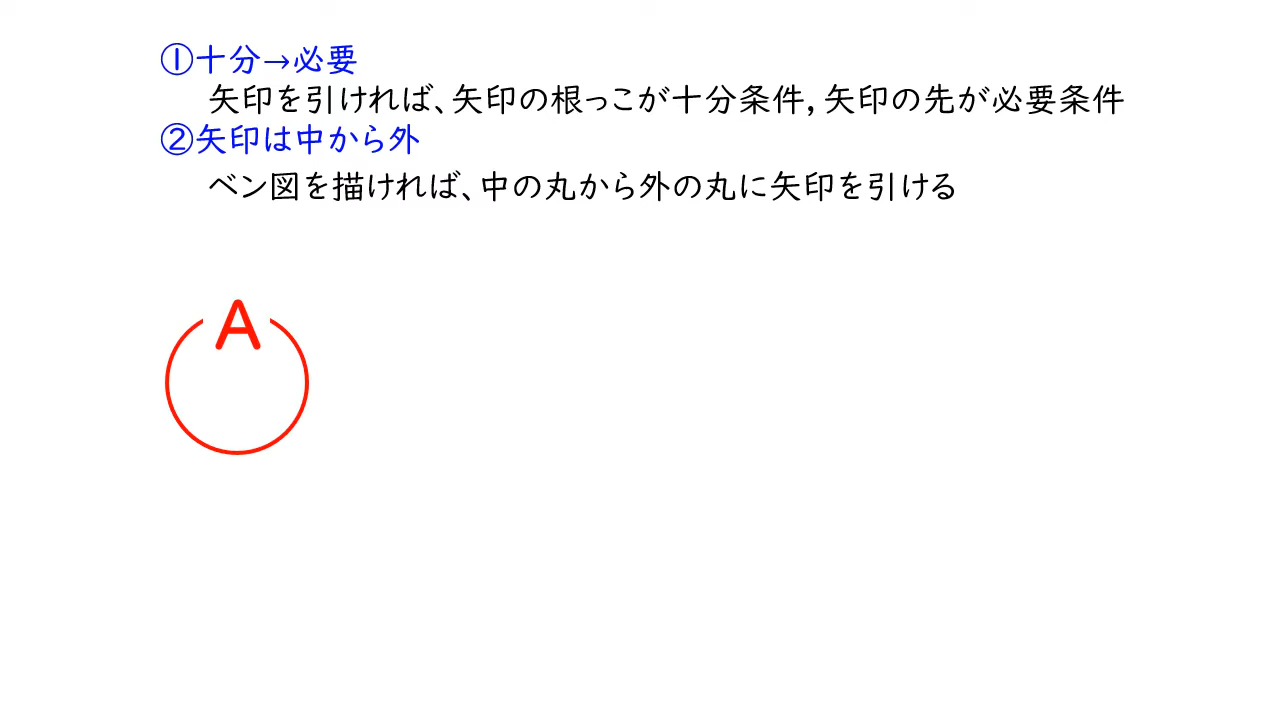 ①十分→必要
矢印を引ければ、矢印の根っこが十分条件,矢印の先が必要条件
②矢印は中から外
ベン図を描ければ、中の丸から外の丸に矢印を引ける
A